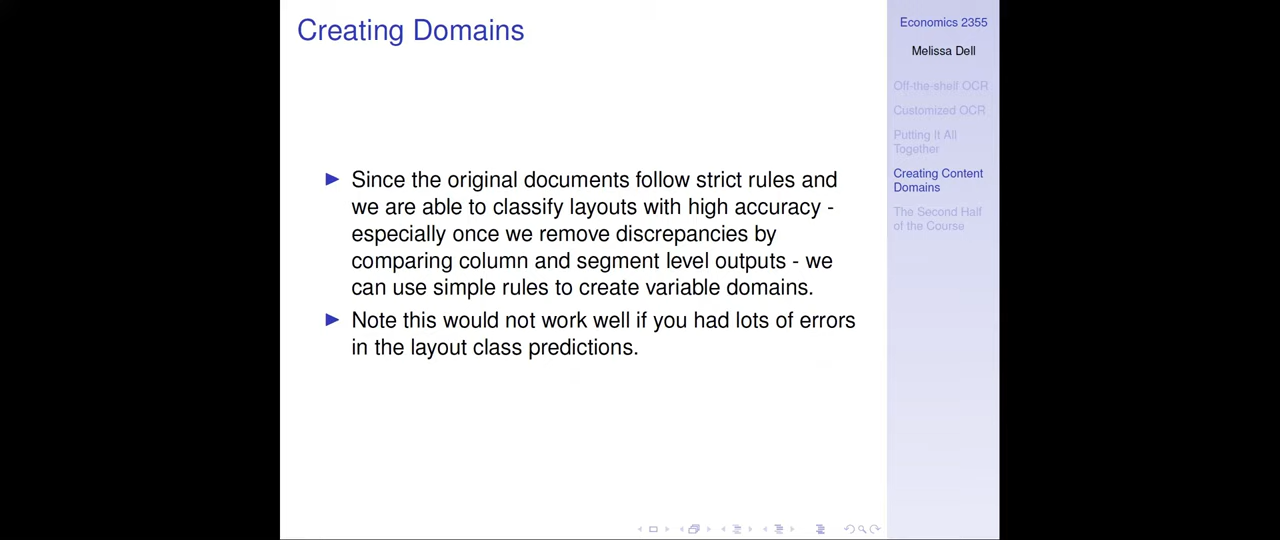 Creating Domains
Since the original documents follow strict rules and
we are able to classify layouts with high accuracy -
especially once we remove discrepancies by
comparing column and segment level outputs - we
can use simple rules to create variable domains.
Note this would not work well if you had lots of errors
in the layout class predictions.
Economics 2355
Melissa Dell
Off-the-shelf OCR
Customized OCR
Putting It All
Together
Creating Content
Domains
The Second Half
of the Course